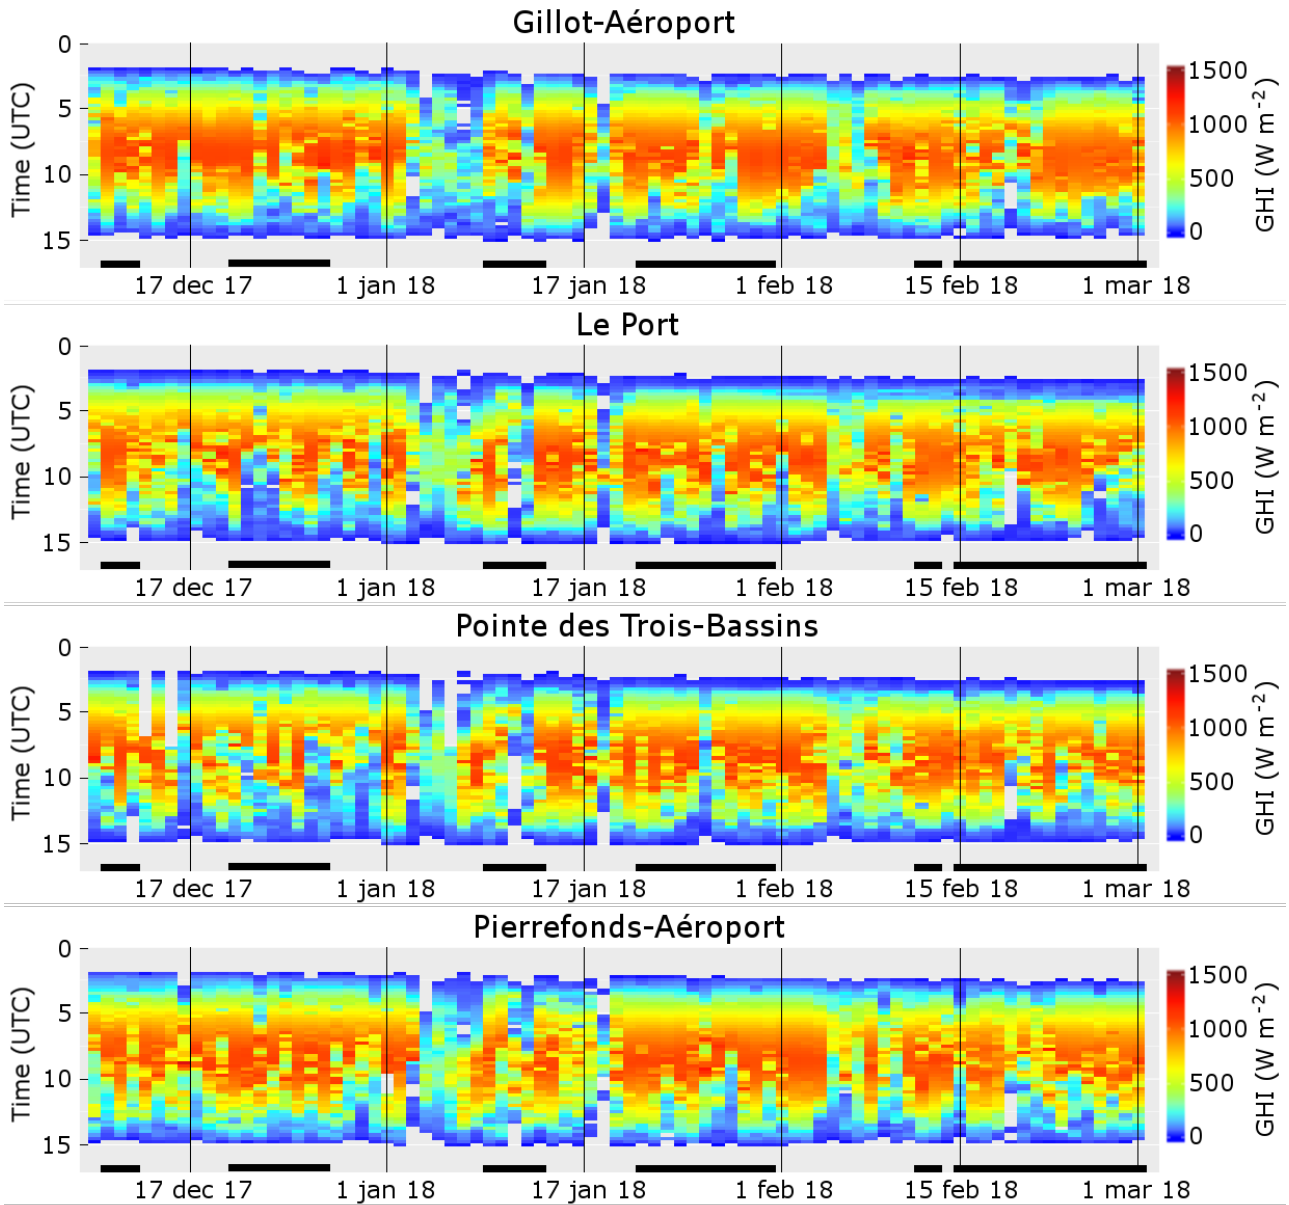 Gillot-Aéroport
0
5
10
15
Time (UTC)
17 dec 17 1 jan 18 17 jan 18 1 feb 18 15 feb 18 1 mar 18
1500
1000
500
0
GHI (W m-2)
Le Port
0
5
10
15
Time (UTC)
17 dec 17 1 jan 18 17 jan 18 1 feb 18 15 feb 18 1 mar 18
1500
1000
500
0
GHI (W m-2)
Pointe des Trois-Bassins
0
5
10
15
Time (UTC)
17 dec 17 1 jan 18 17 jan 18 1 feb 18 15 feb 18 1 mar 18
1500
1000
500
0
GHI (W m-2)
Pierrefonds-Aéroport
0
5
10
15
Time (UTC)
17 dec 17 1 jan 18 17 jan 18 1 feb 18 15 feb 18 1 mar 18
1500
1000
500
0
GHI (W m-2)